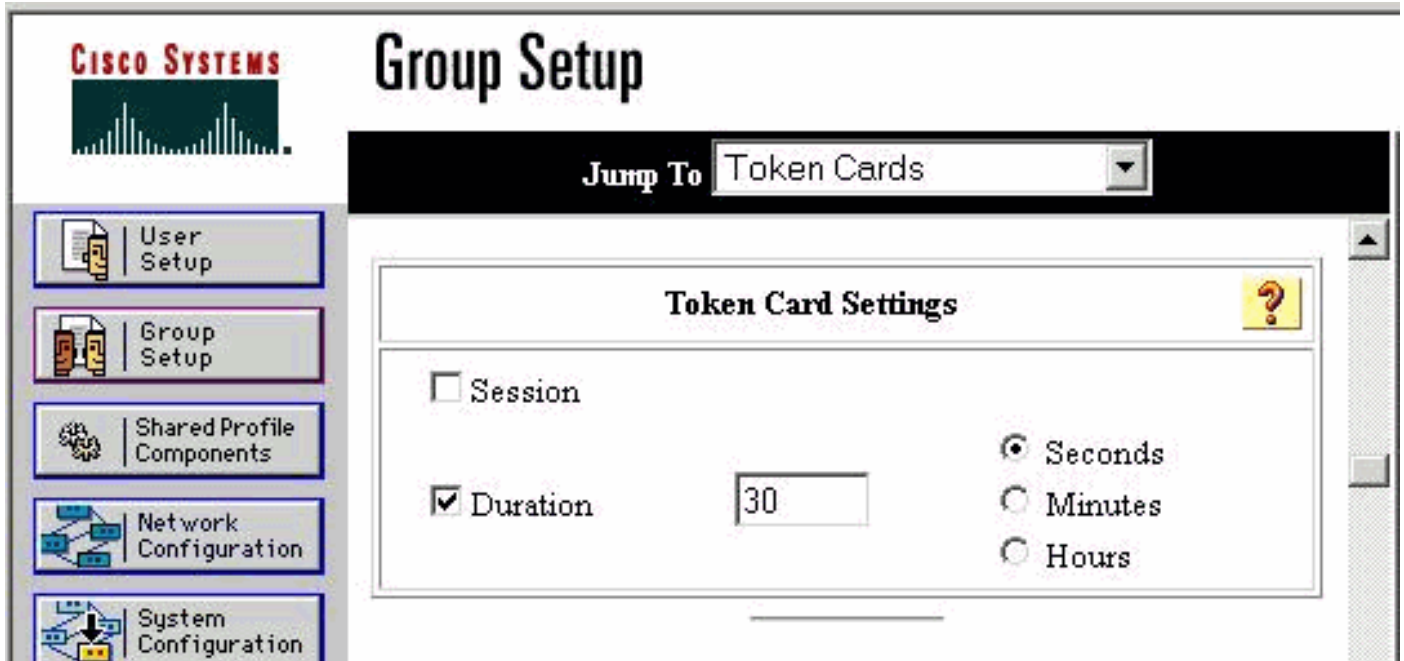 CISCO SYSTEMS
Group Setup
Jump To Token Cards
User
Setup
Group
Setup
Shared Profile
Components
Network
Configuration
System
Configuration
Token Card Settings
?
Session
Duration 30
Seconds
Minutes
Hours